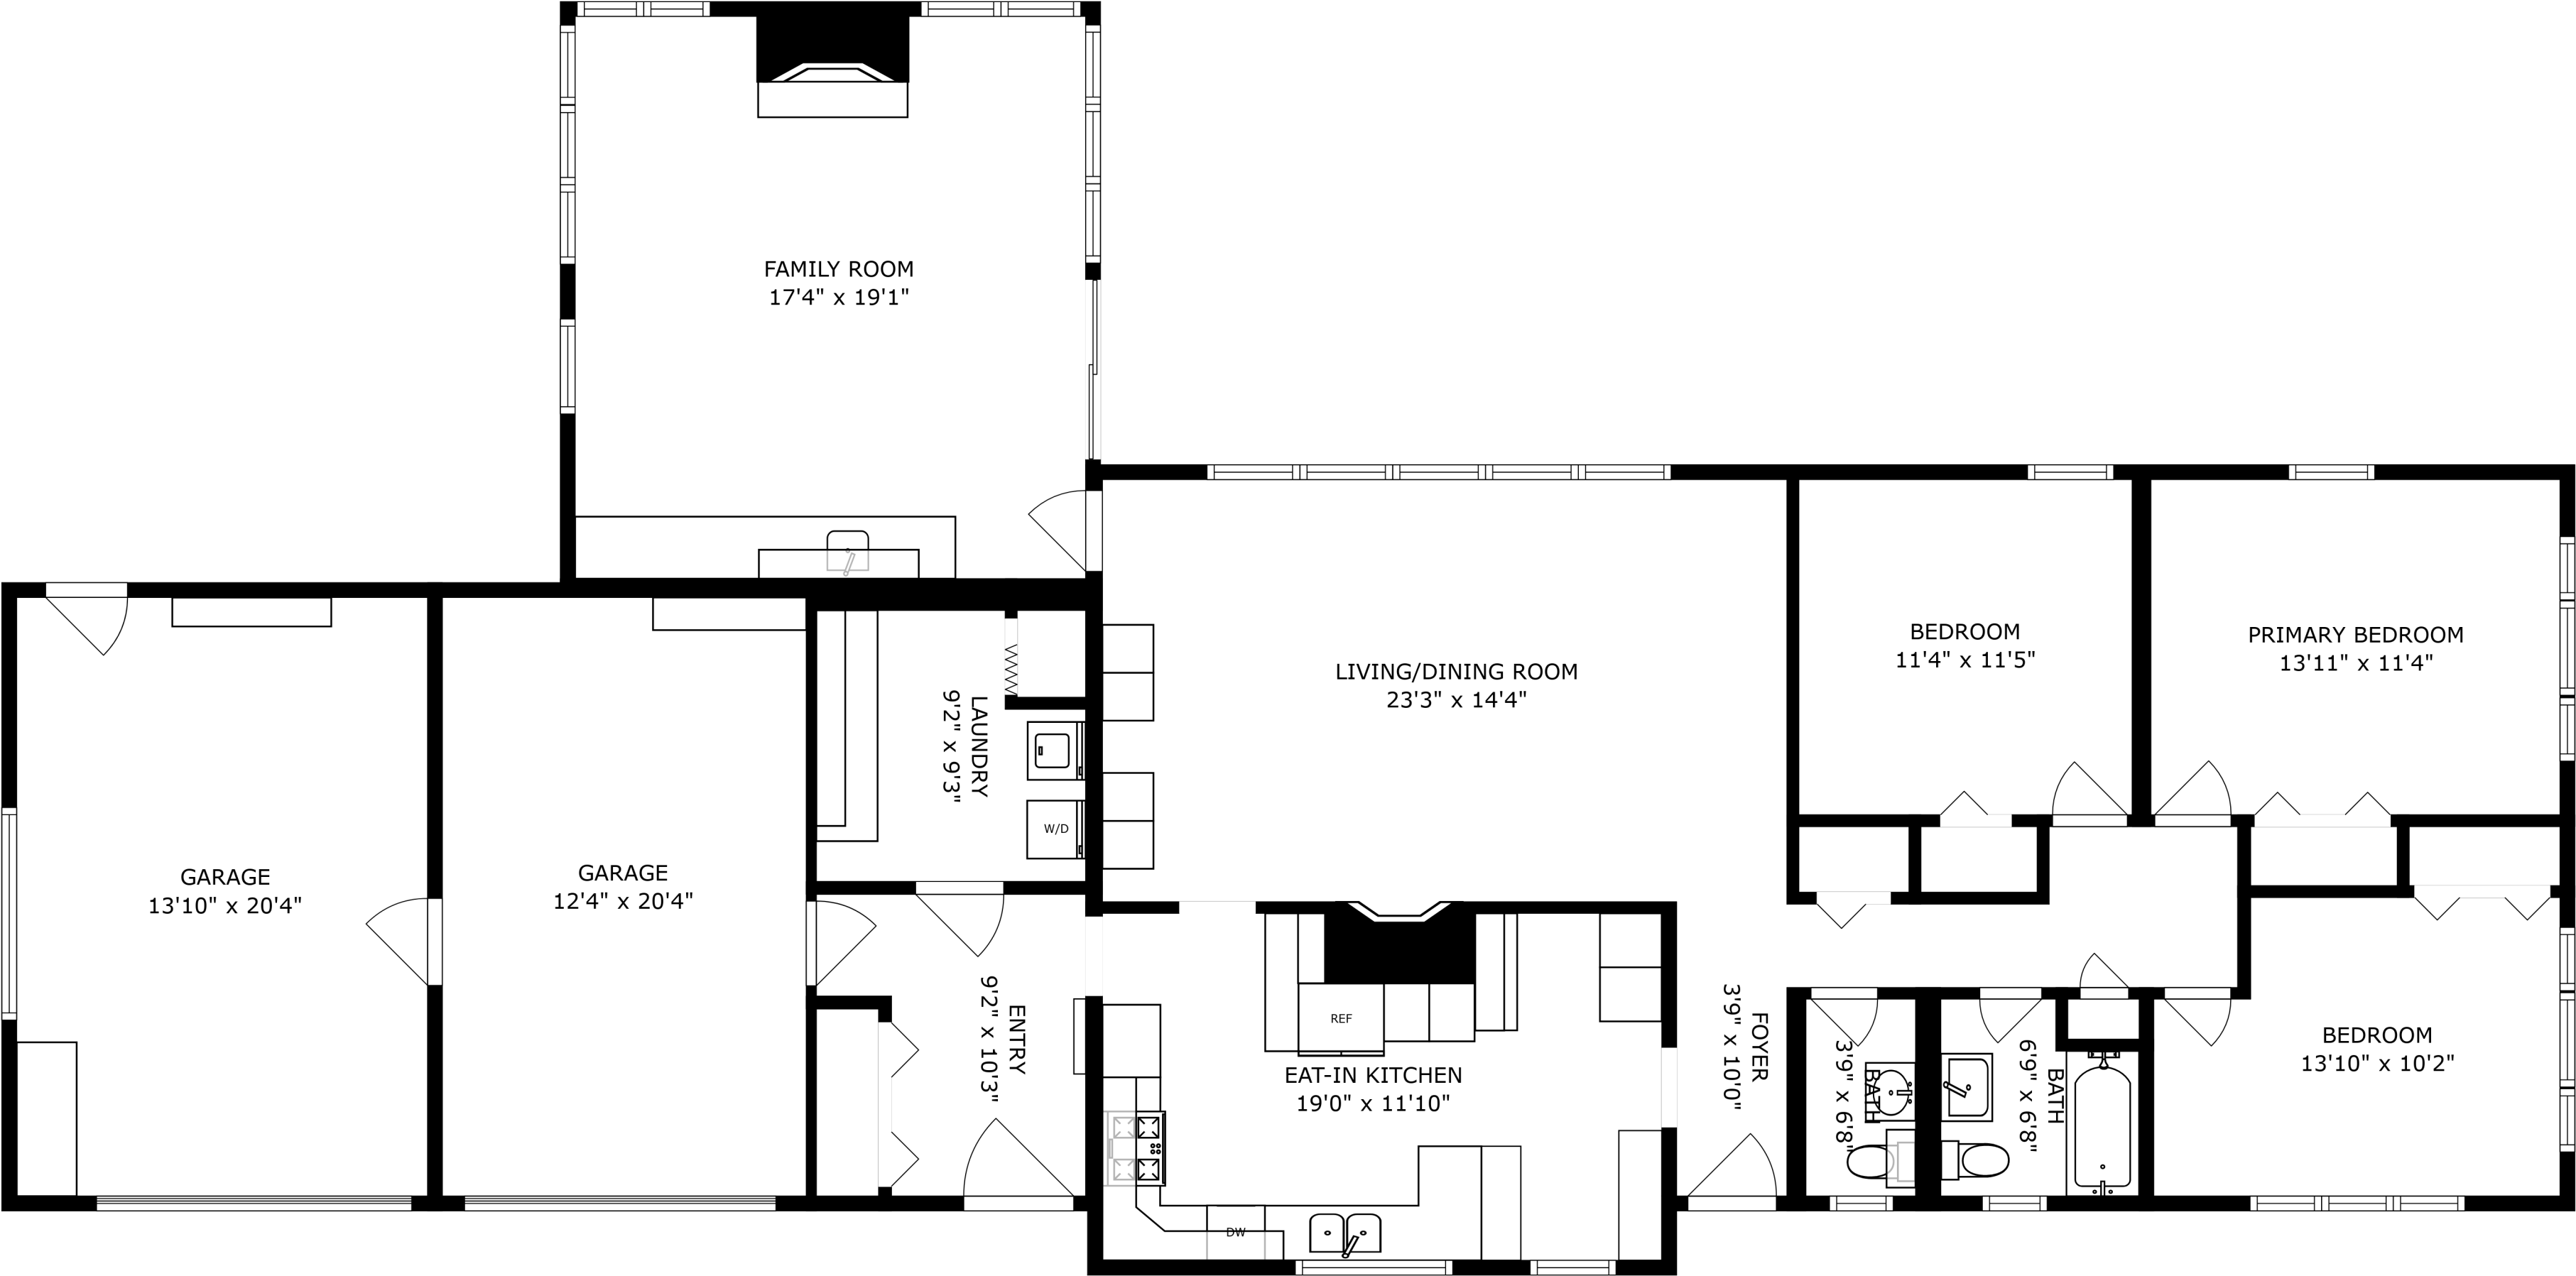 FAMILY ROOM
17'4" x 19'1"
LIVING/DINING ROOM
23'3" x 14'4"
BEDROOM
11'4" x 11'5"
PRIMARY BEDROOM
13'11" x 11'4"
LAUNDRY
9'2" x 9'3"
W/D
GARAGE
13'10" x 20'4"
GARAGE
12'4" x 20'4"
ENTRY
9'2" x 10'3"
REF
EAT-IN KITCHEN
19'0" x 11'10"
DW
FOYER
3'9" x 10'0"
BATH
3'9" x 6'8"
BATH
6'9" x 6'8"
BEDROOM
13'10" x 10'2"